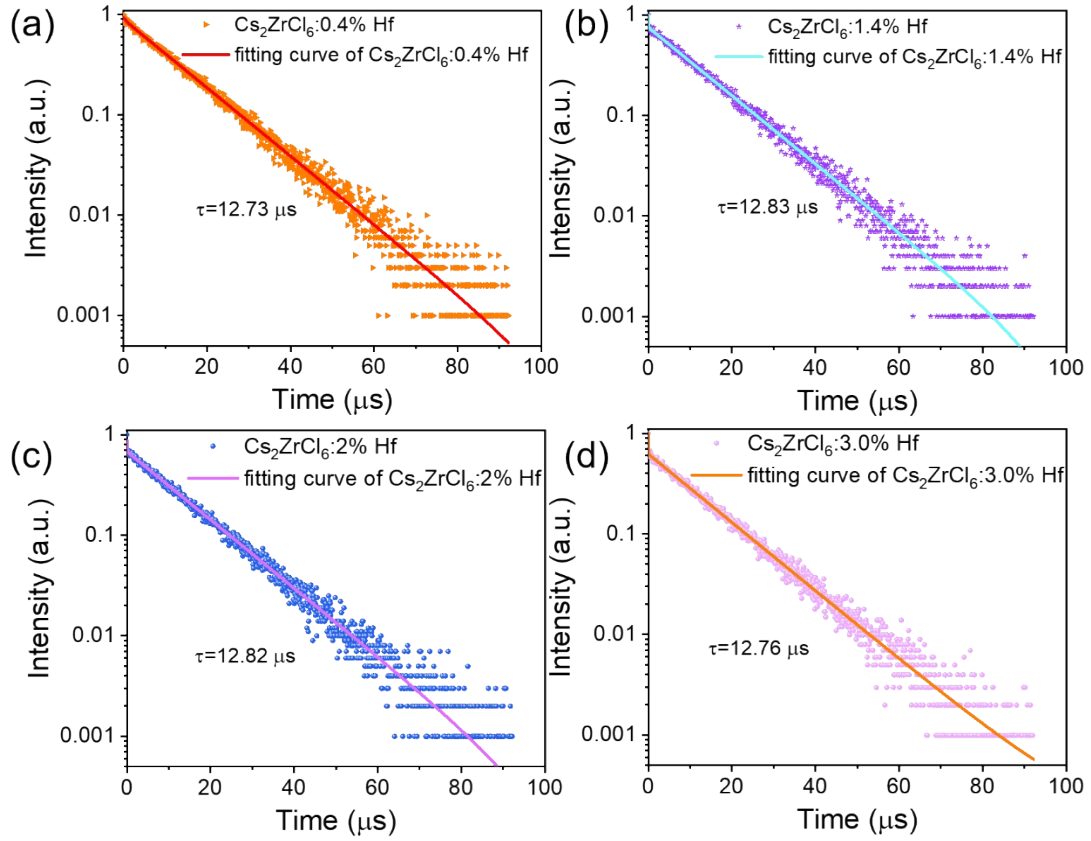 (a)
Cs₂ZrCl₆:0.4% Hf
fitting curve of Cs₂ZrCl₆:0.4% Hf
τ=12.73 μs
Intensity (a.u.)
1
0.1
0.01
0.001
0 20 40 60 80 100
Time (μs)
(b)
Cs₂ZrCl₆:1.4% Hf
fitting curve of Cs₂ZrCl₆:1.4% Hf
τ=12.83 μs
Intensity (a.u.)
1
0.1
0.01
0.001
0 20 40 60 80 100
Time (μs)
(c)
Cs₂ZrCl₆:2% Hf
fitting curve of Cs₂ZrCl₆:2% Hf
τ=12.82 μs
Intensity (a.u.)
1
0.1
0.01
0.001
0 20 40 60 80 100
Time (μs)
(d)
Cs₂ZrCl₆:3.0% Hf
fitting curve of Cs₂ZrCl₆:3.0% Hf
τ=12.76 μs
Intensity (a.u.)
1
0.1
0.01
0.001
0 20 40 60 80 100
Time (μs)